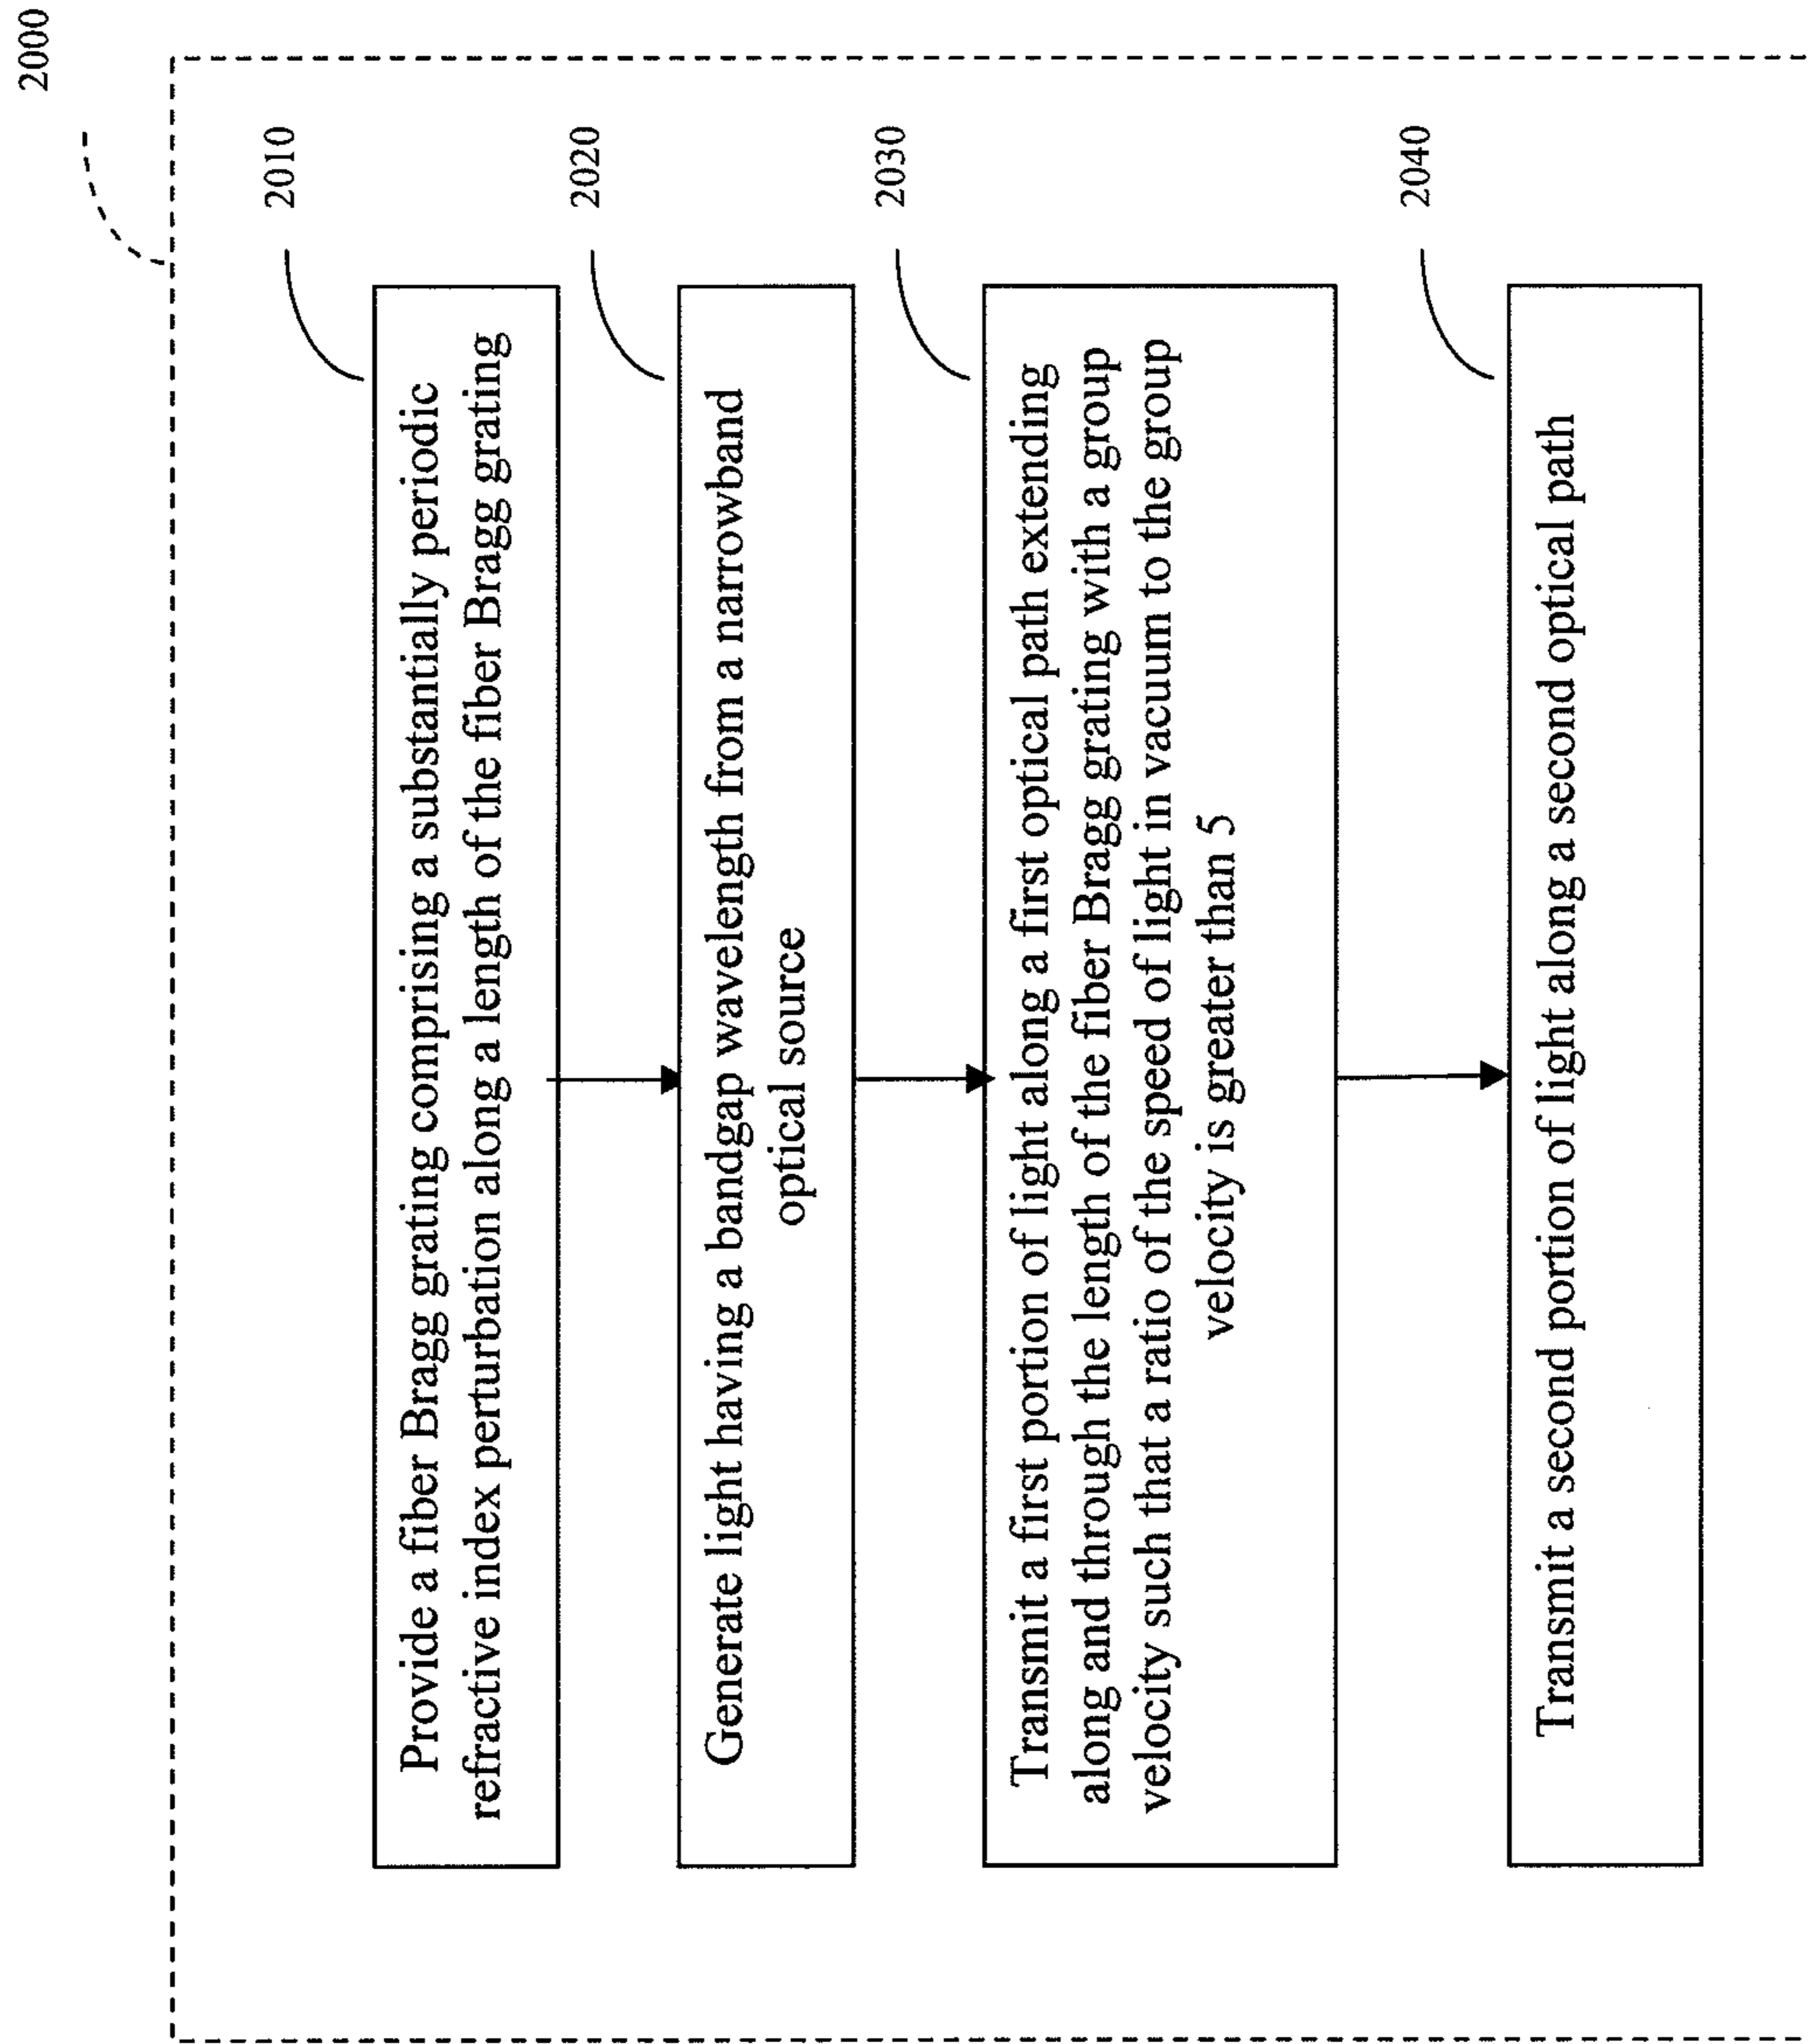 2000
2010
Provide a fiber Bragg grating comprising a substantially periodic
refractive index perturbation along a length of the fiber Bragg grating
2020
Generate light having a bandgap wavelength from a narrowband
optical source
2030
Transmit a first portion of light along a first optical path extending
along and through the length of the fiber Bragg grating with a group
velocity such that a ratio of the speed of light in vacuum to the group
velocity is greater than 5
2040
Transmit a second portion of light along a second optical path